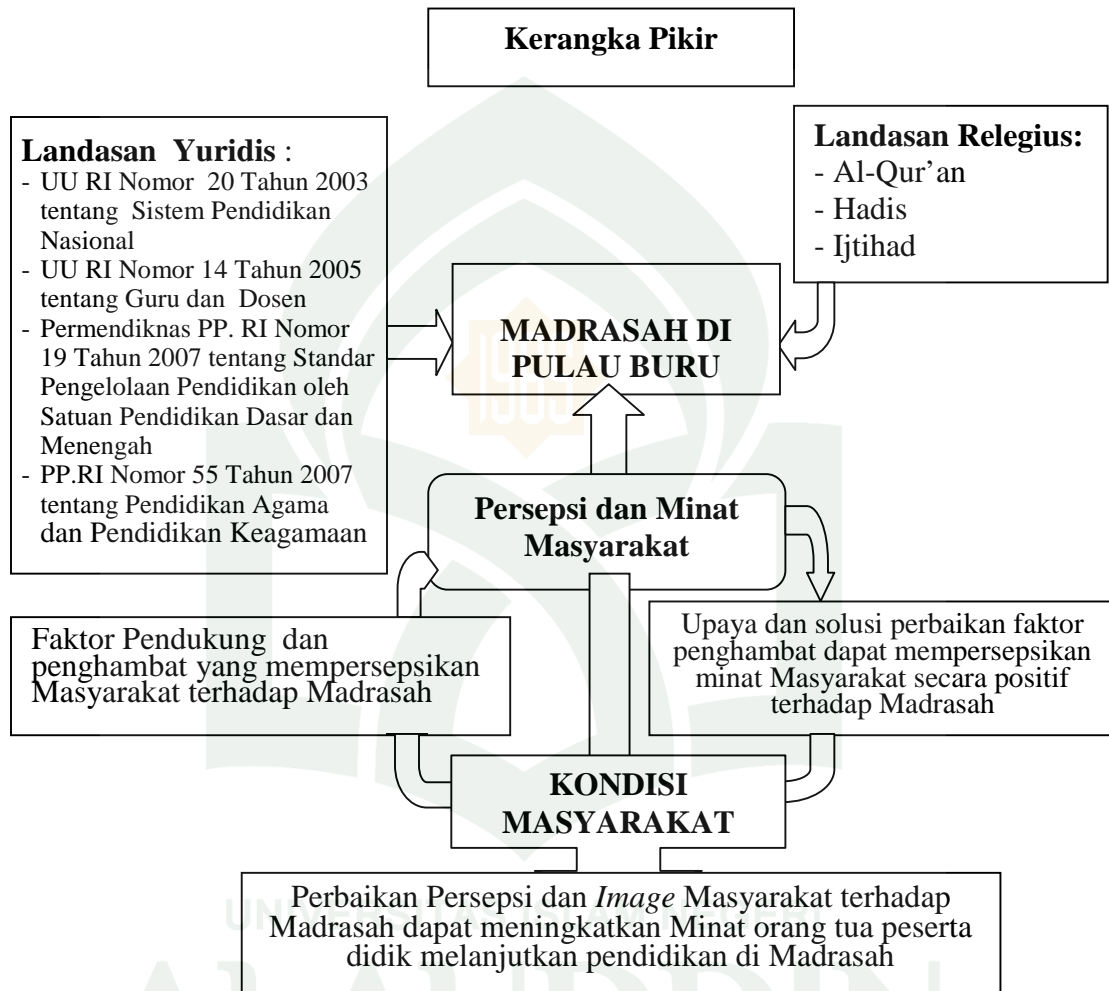 Kerangka Pikir
Landasan Yuridis :
- UU RI Nomor 20 Tahun 2003
tentang Sistem Pendidikan
Nasional
- UU RI Nomor 14 Tahun 2005
tentang Guru dan Dosen
- Permendiknas PP. RI Nomor
19 Tahun 2007 tentang Standar
Pengelolaan Pendidikan oleh
Satuan Pendidikan Dasar dan
Menengah
- PP.RI Nomor 55 Tahun 2007
tentang Pendidikan Agama
dan Pendidikan Keagamaan
Landasan Relegius:
- Al-Qur’an
- Hadis
- Ijtihad
MADRASAH DI
PULAU BURU
Persepsi dan Minat
Masyarakat
Faktor Pendukung dan
penghambat yang mempersepsikan
Masyarakat terhadap Madrasah
Upaya dan solusi perbaikan faktor
penghambat dapat mempersepsikan
minat Masyarakat secara positif
terhadap Madrasah
KONDISI
MASYARAKAT
Perbaikan Persepsi dan Image Masyarakat terhadap
Madrasah dapat meningkatkan Minat orang tua peserta
didik melanjutkan pendidikan di Madrasah
UNIVERSITAS ISLAM NEGERI
ALAUDDIN